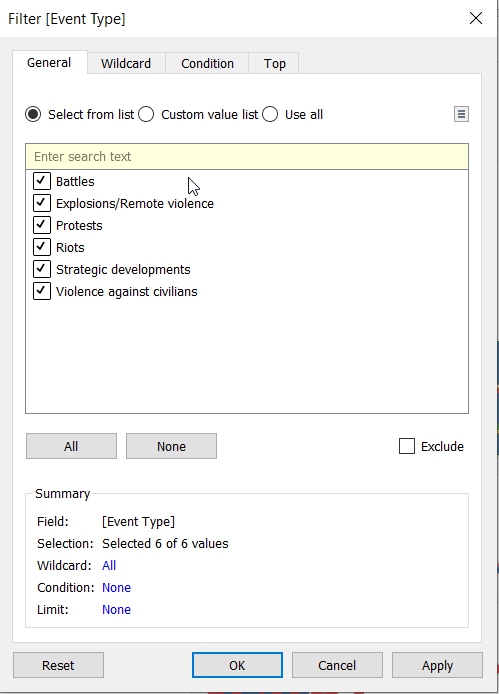 Filter [Event Type]
General Wildcard Condition Top
Select from list Custom value list Use all
Enter search text
Battles
Explosions/Remote violence
Protests
Riots
Strategic developments
Violence against civilians
All None Exclude
Summary
Field: [Event Type]
Selection: Selected 6 of 6 values
Wildcard: All
Condition: None
Limit: None
Reset OK Cancel Apply